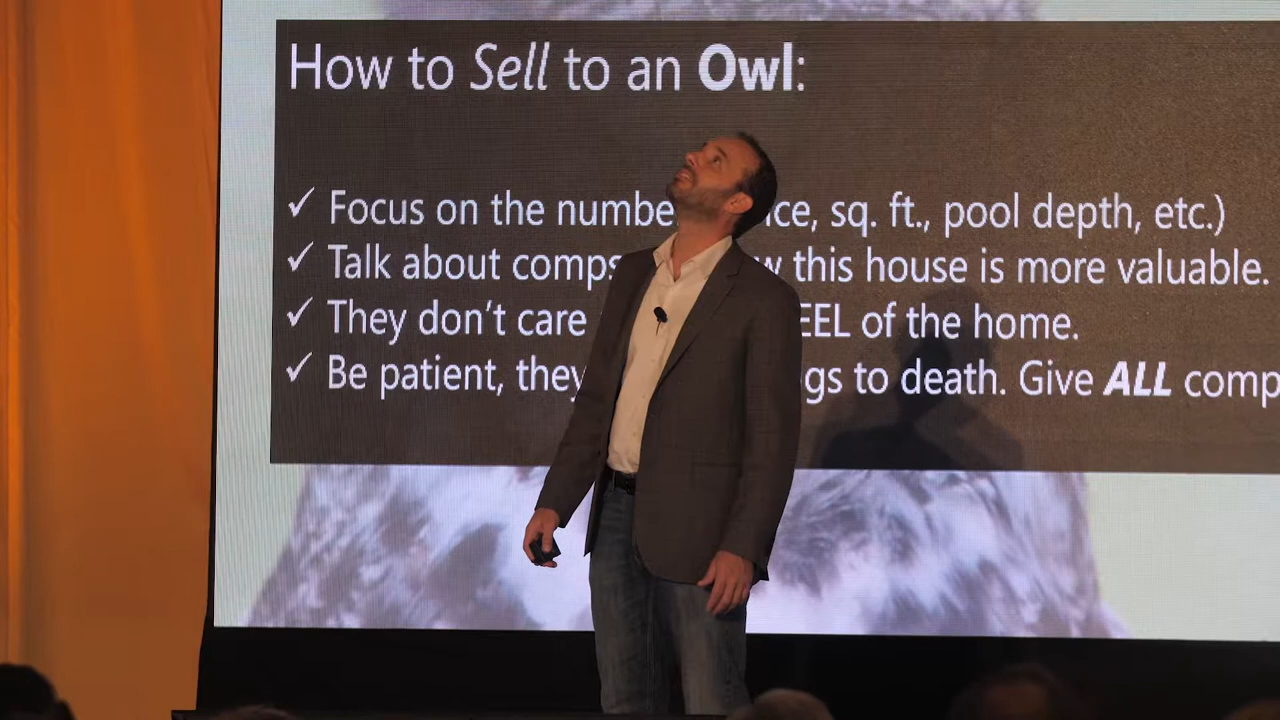 How to Sell to an Owl:
✓ Focus on the numbe ce, sq. ft., pool depth, etc.)
✓ Talk about comps w this house is more valuable.
✓ They don't care EEL of the home.
✓ Be patient, they gs to death. Give ALL comp